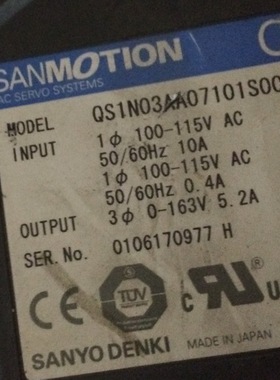 SANMOTION
AC SERVO SYSTEMS
MODEL QS1N03AA07101S00
INPUT 1ϕ 100-115V AC
50/60Hz 10A
1ϕ 100-115V AC
50/60Hz 0.4A
OUTPUT 3ϕ 0-163V 5.2A
SER. No. 0106170977 H
CE TÜV c RU US
SANYO DENKI MADE IN JAPAN